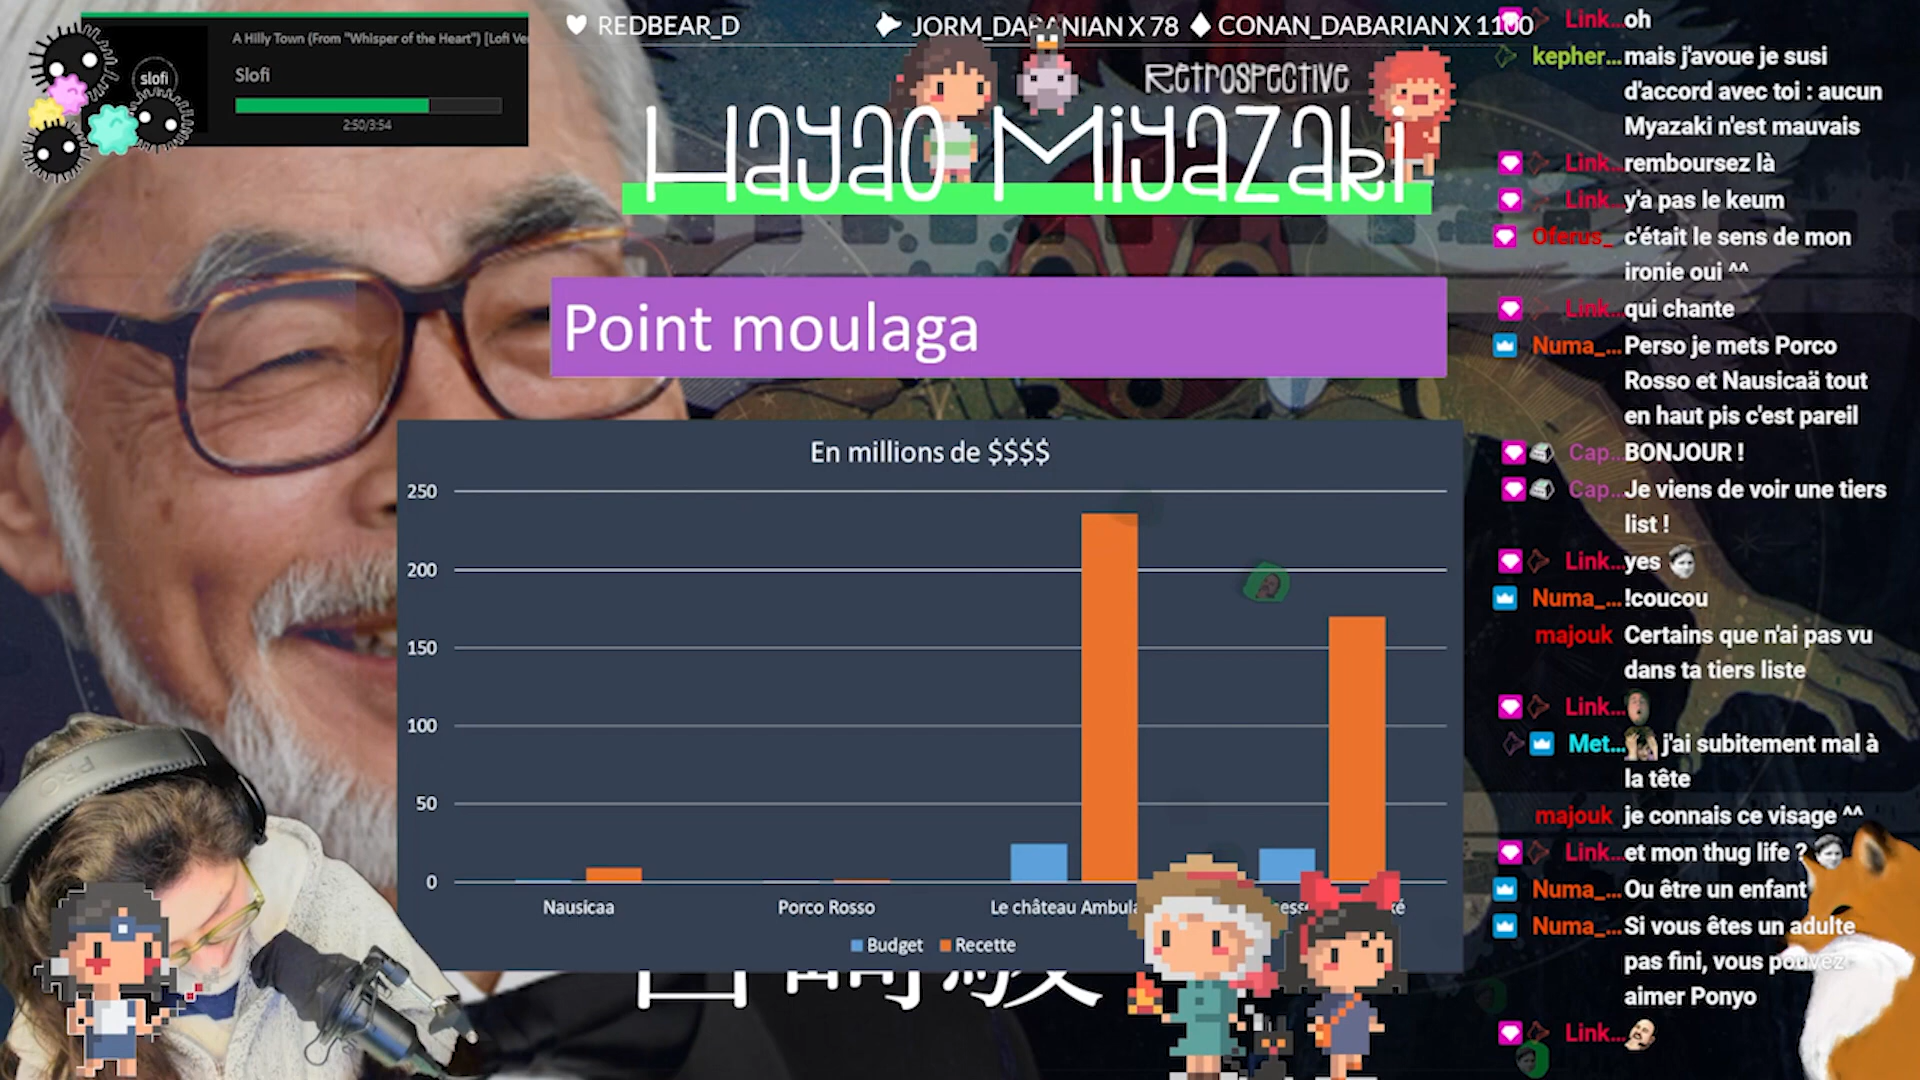 A Hilly Town (From "Whisper of the Heart") [Lofi Ve
slofi
Slofi
2:50/3:54
REDBEAR_D
JORM_DABANIAN X 78
CONAN_DABARIAN X 1100
RETROSPECTIVE
HAYAO MIYAZAKI
Point moulaga
En millions de $$$$
250
200
150
100
50
0
Nausicaa
Porco Rosso
Le château Ambula
Budget
Recette
PRO
Link... oh
kepher... mais j'avoue je susi
d'accord avec toi : aucun
Myazaki n'est mauvais
Link... remboursez là
Link... y'a pas le keum
Oferus_ c'était le sens de mon
ironie oui ^^
Link... qui chante
Numa_... Perso je mets Porco
Rosso et Nausicaä tout
en haut pis c'est pareil
Cap... BONJOUR !
Cap... Je viens de voir une tiers
list !
Link... yes
Numa_... !coucou
majouk Certains que n'ai pas vu
dans ta tiers liste
Link...
Met... j'ai subitement mal à
la tête
majouk je connais ce visage ^^
Link... et mon thug life ?
Numa_... Ou être un enfant
Numa_... Si vous êtes un adulte
pas fini, vous pouvez
aimer Ponyo
Link...